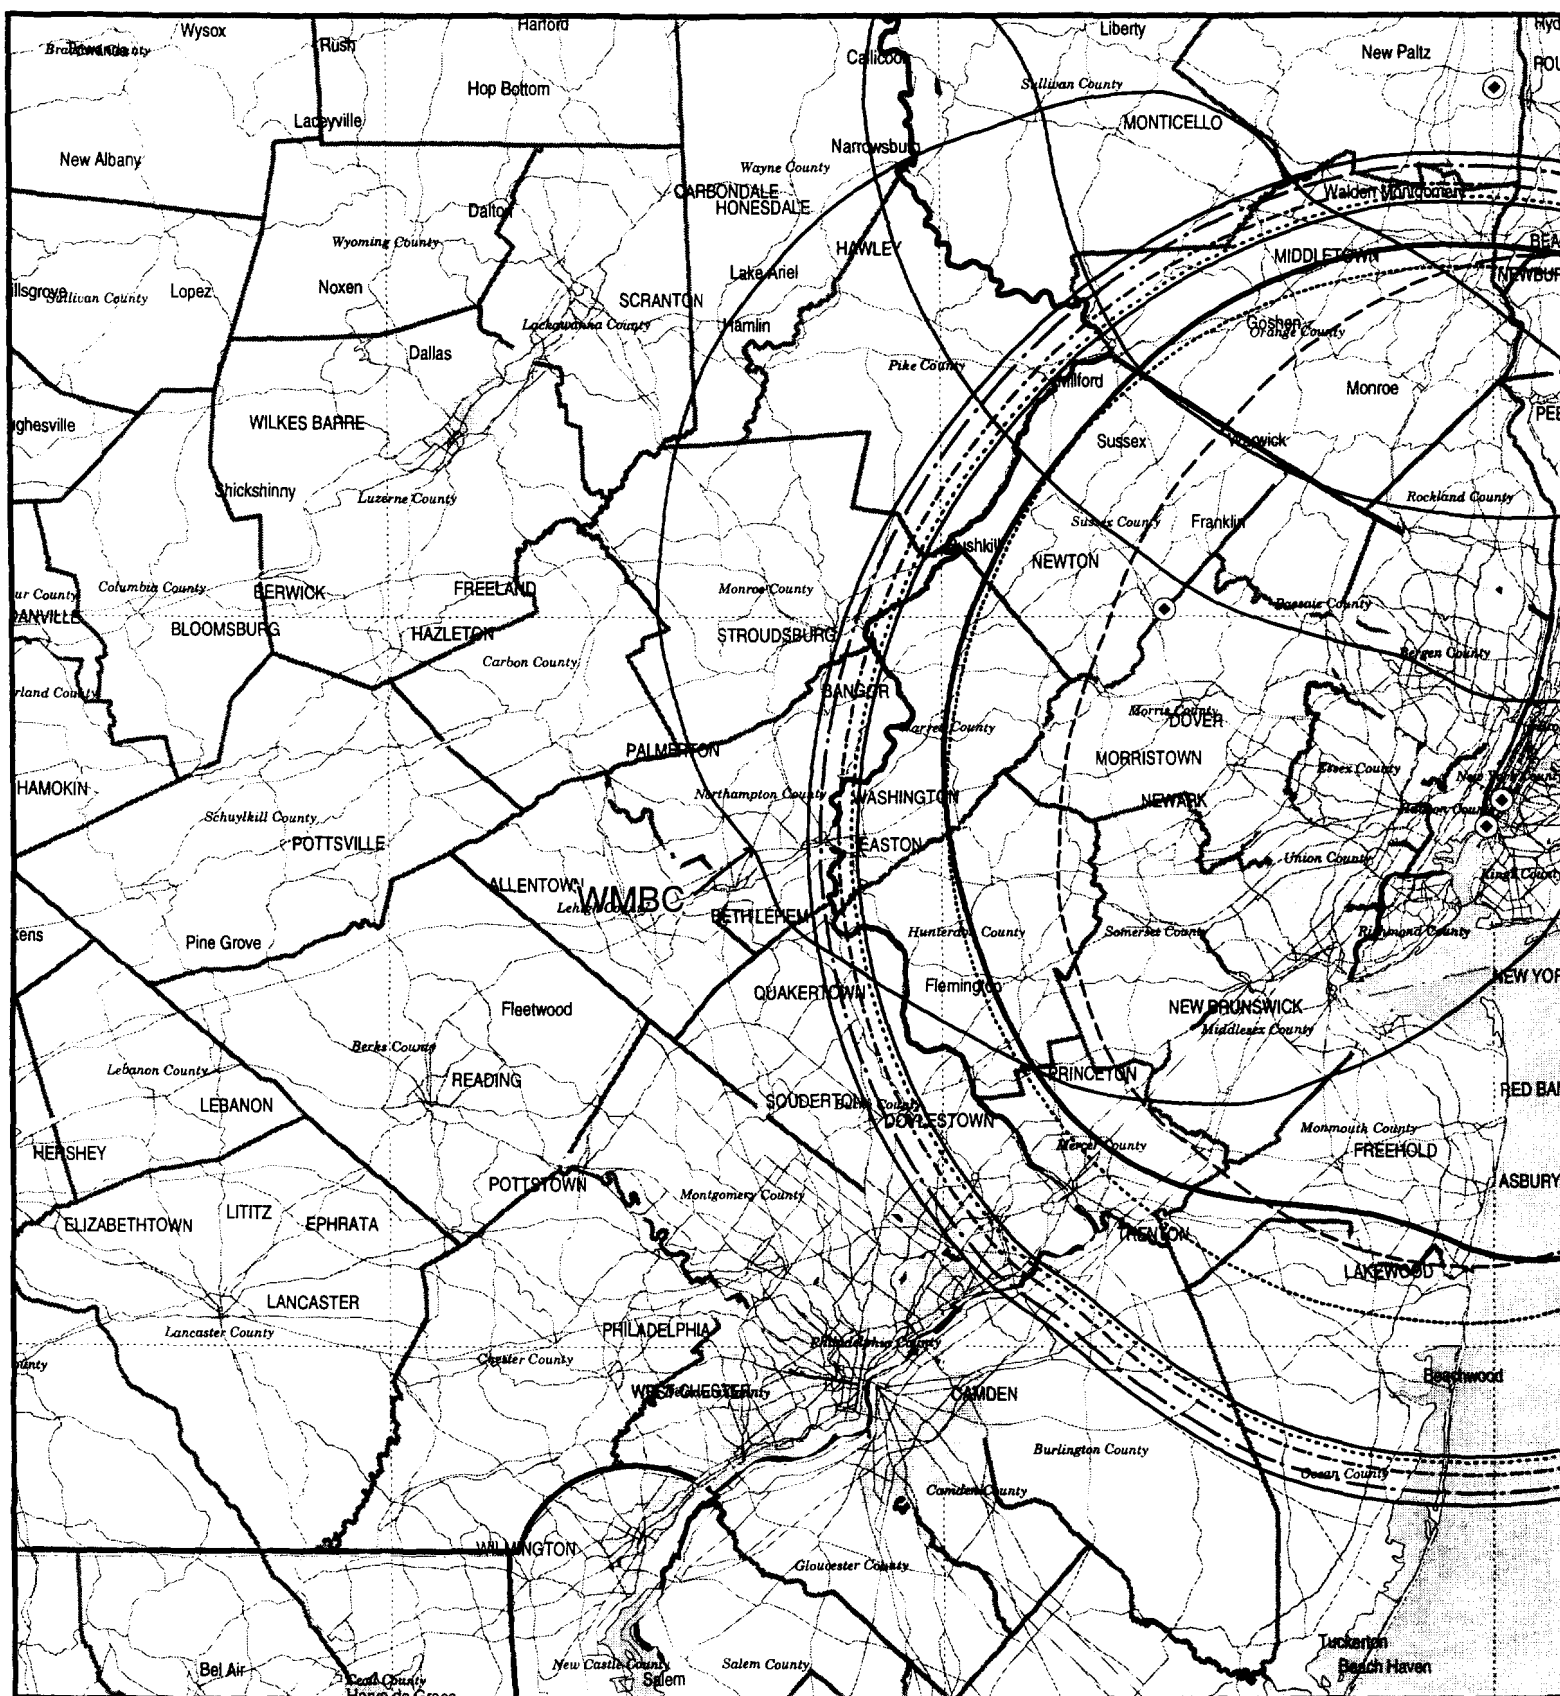 Wysox
Harford
Liberty
Rush
New Paltz
Callicoon
Sullivan County
Hop Bottom
Laceyville
MONTICELLO
Narrowsburg
New Albany
Wayne County
CARBONDALE
HONESDALE
Walden Montgomery
Dalton
Wyoming County
HAWLEY
MIDDLETOWN
Lake Ariel
Noxen
Lopez
Sullivan County
SCRANTON
Lackawanna County
Hamlin
Goshen
Orange County
Dallas
Pike County
Milford
Monroe
WILKES BARRE
Sussex
Warwick
Shickshinny
Luzerne County
Rockland County
Sussex County
Franklin
Bushkill
NEWTON
Columbia County
BERWICK
FREELAND
Monroe County
Passaic County
BLOOMSBURG
HAZLETON
STROUDSBURG
Carbon County
Bergen County
BANGOR
Morris County
DOVER
PALMERTON
MORRISTOWN
Essex County
Northampton County
WASHINGTON
NEWARK
Schuylkill County
POTTSVILLE
EASTON
Union County
ALLENTOWN
WMBC
BETHLEHEM
Pine Grove
Hunterdon County
Somerset County
Richmond County
QUAKERTOWN
Flemington
Fleetwood
NEW BRUNSWICK
Middlesex County
Berks County
Lebanon County
READING
PRINCETON
LEBANON
DOYLESTOWN
Monmouth County
Mercer County
FREEHOLD
HERSHEY
POTTSTOWN
Montgomery County
LITITZ
ELIZABETHTOWN
EPHRATA
TRENTON
LAKEWOOD
LANCASTER
Lancaster County
PHILADELPHIA
Philadelphia County
Chester County
Beachwood
WEST CHESTER
CAMDEN
Burlington County
Ocean County
Camden County
WILMINGTON
Gloucester County
Tuckerton
New Castle County
Salem County
Beach Haven
Bel Air
Salem